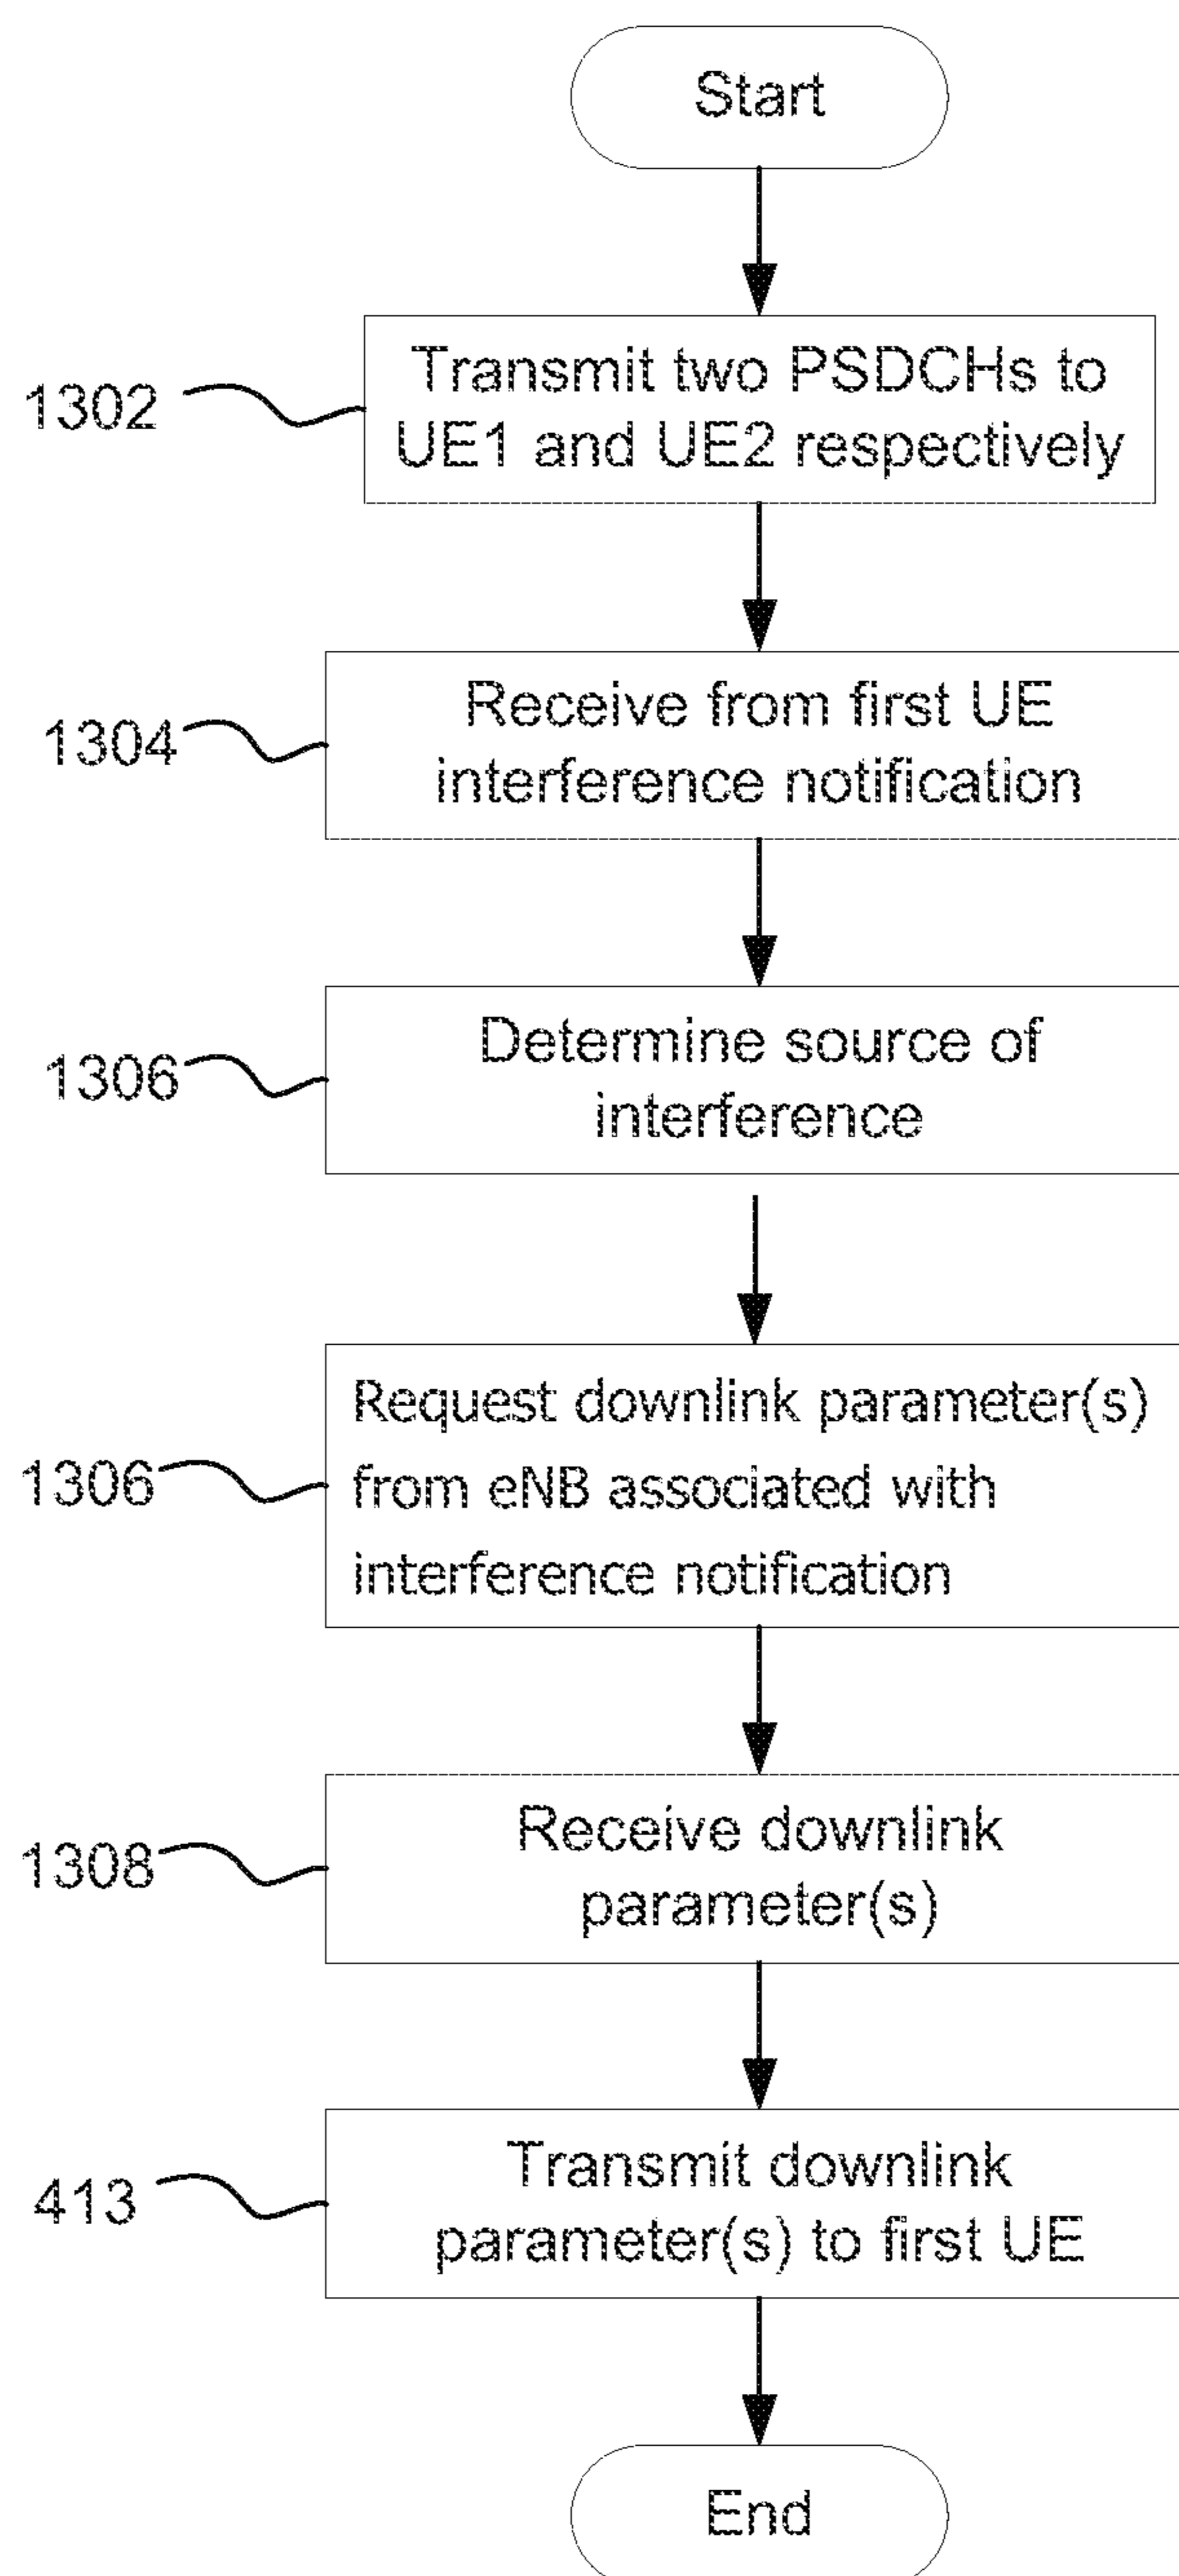 Start
1302
Transmit two PSDCHs to
UE1 and UE2 respectively
1304
Receive from first UE
interference notification
1306
Determine source of
interference
1306
Request downlink parameter(s)
from eNB associated with
interference notification
1308
Receive downlink
parameter(s)
413
Transmit downlink
parameter(s) to first UE
End